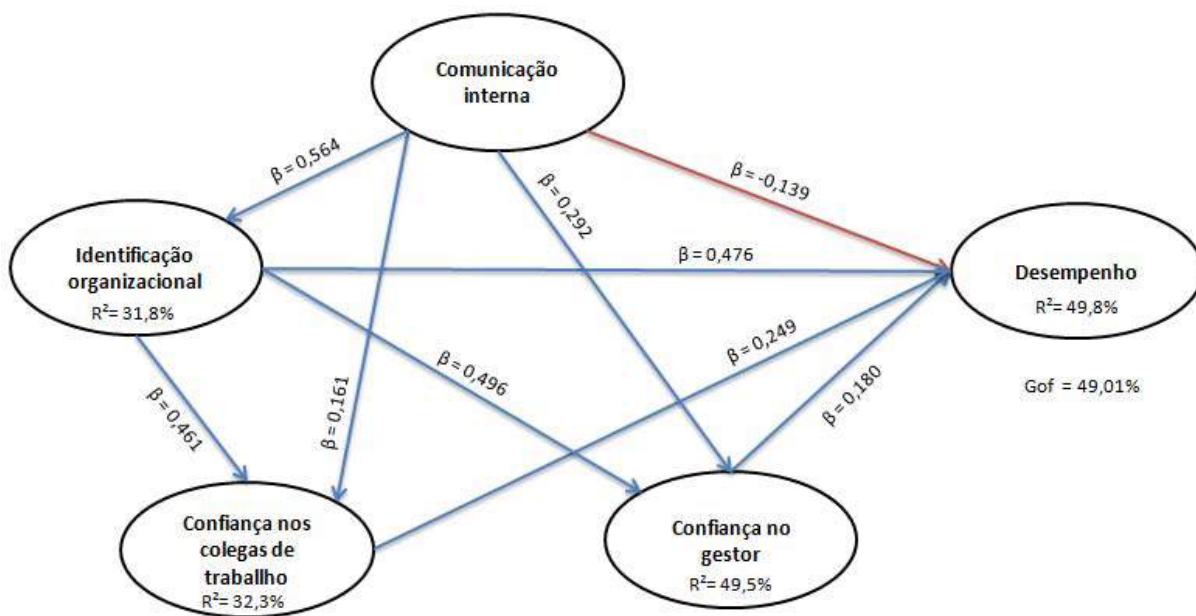 Comunicação
interna
β = 0,564
β = 0,161
β = 0,292
β = -0,139
Identificação
organizacional
R²= 31,8%
β = 0,476
Desempenho
R²= 49,8%
Gof = 49,01%
β = 0,461
β = 0,496
β = 0,249
β = 0,180
Confiança nos
colegas de
traballho
R²= 32,3%
Confiança no
gestor
R²= 49,5%